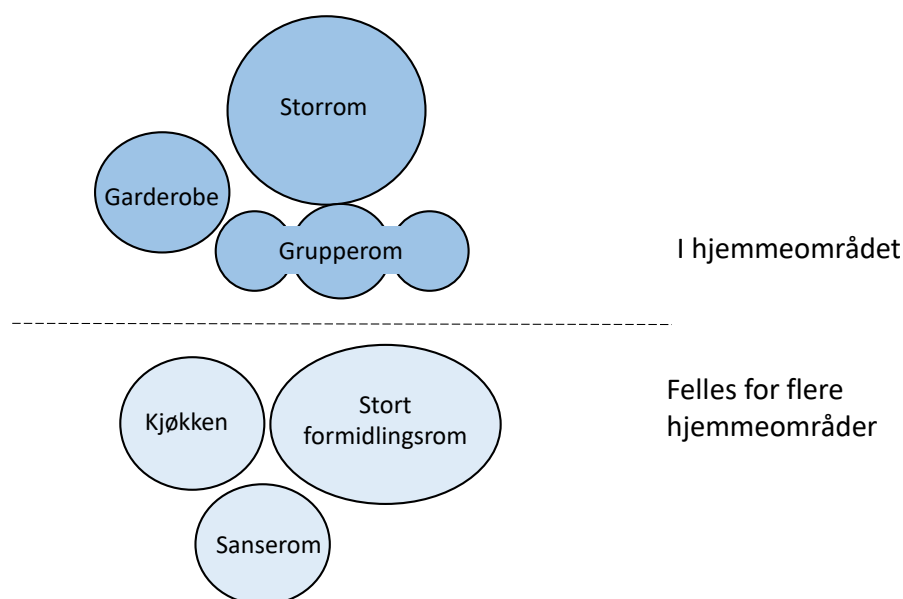 Storrom
Garderobe
Grupperom
I hjemmeområdet
Kjøkken
Stort
formidlingsrom
Felles for flere
hjemmeområder
Sanserom